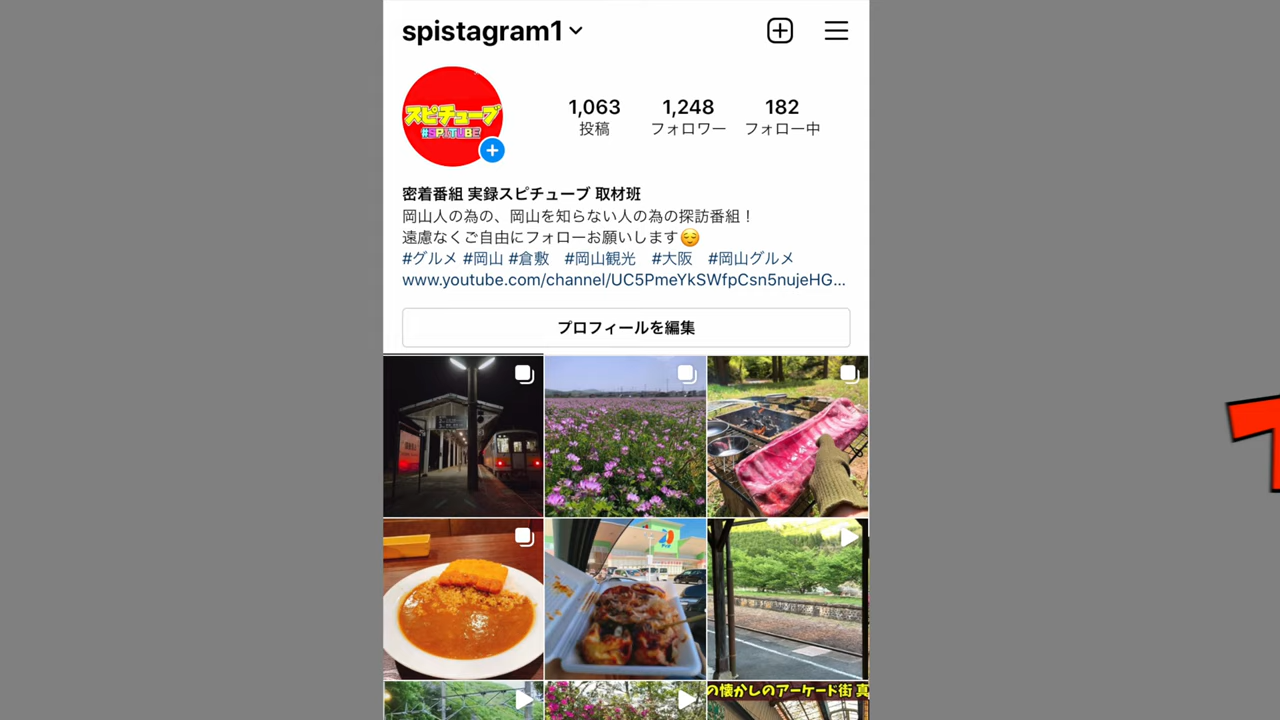 spistagram1
スピチューブ
#SPITUBE
1,063
1,248
182
投稿
フォロワー
フォロー中
密着番組 実録スピチューブ 取材班
岡山人の為の、岡山を知らない人の為の探訪番組！
遠慮なくご自由にフォローお願いします😌
#グルメ #岡山 #倉敷　#岡山観光　#大阪　#岡山グルメ
www.youtube.com/channel/UC5PmeYkSWfpCsn5nujeHG...
プロフィールを編集
の懐かしのアーケード街 真